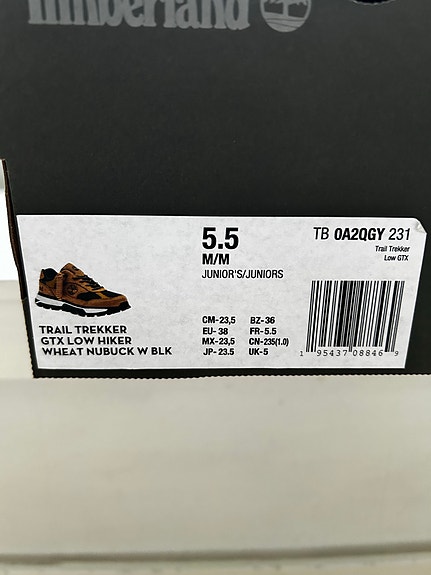 Timberland
5.5
M/M
JUNIOR'S/JUNIORS
TB 0A2QGY 231
Trail Trekker
Low GTX
TRAIL TREKKER
GTX LOW HIKER
WHEAT NUBUCK W BLK
CM-23,5 BZ-36
EU- 38 FR-5.5
MX-23,5 CN-235(1.0)
JP-23.5 UK-5
1 95437 08846 9